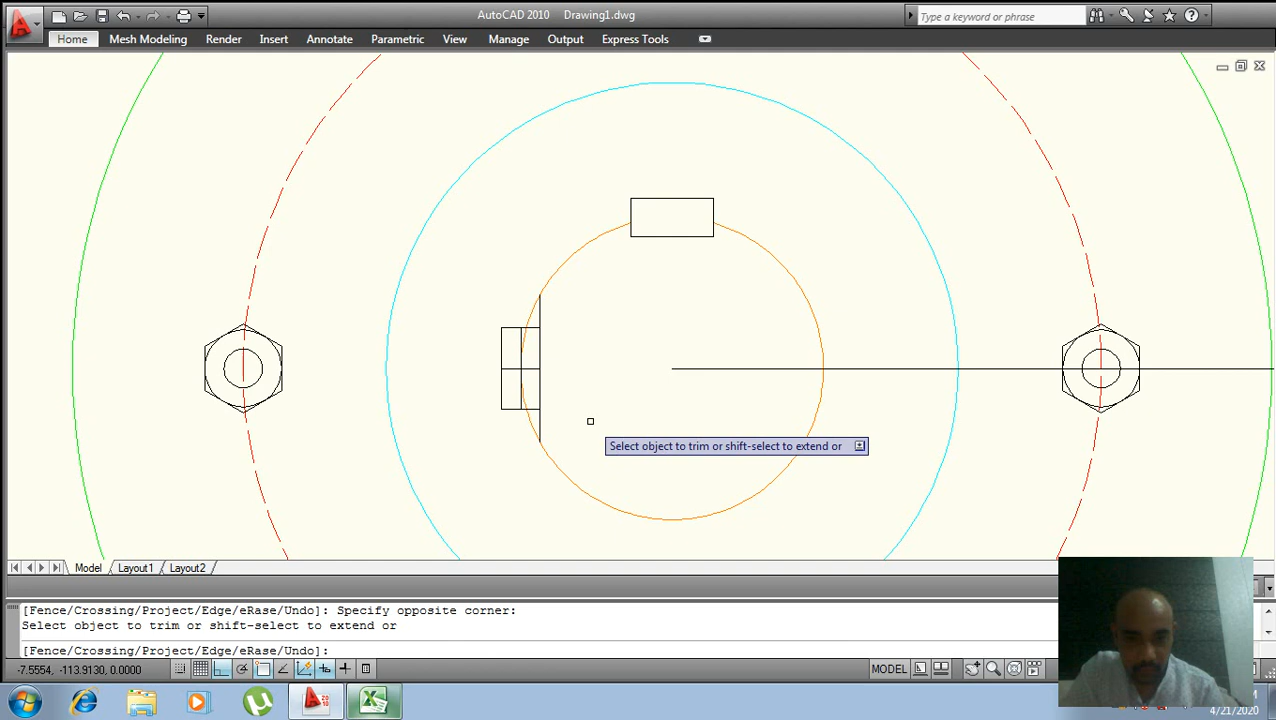 AutoCAD 2010 Drawing1.dwg
Type a keyword or phrase
Home Mesh Modeling Render Insert Annotate Parametric View Manage Output Express Tools
Select object to trim or shift-select to extend or
Model Layout1 Layout2
[Fence/Crossing/Project/Edge/eRase/Undo]: Specify opposite corner:
Select object to trim or shift-select to extend or
[Fence/Crossing/Project/Edge/eRase/Undo]:
-7.5554, -113.9130, 0.0000
MODEL
4/21/2020